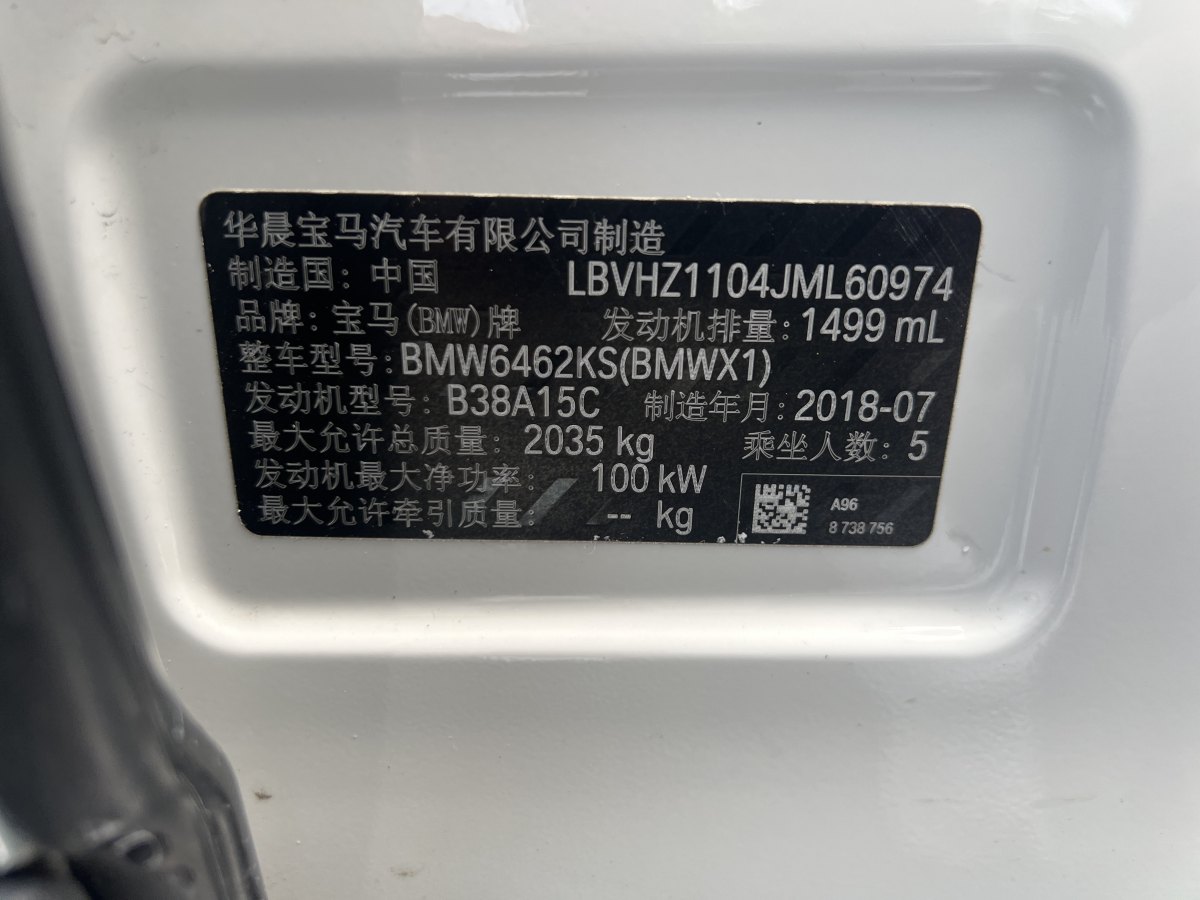 华晨宝马汽车有限公司制造
制造国：中国 LBVHZ1104JML60974
品牌：宝马(BMW)牌 发动机排量：1499 mL
整车型号：BMW6462KS(BMWX1)
发动机型号：B38A15C 制造年月：2018-07
最大允许总质量：2035 kg 乘坐人数：5
发动机最大净功率：100 kW
最大允许牵引质量：-- kg
A96
8 738 756